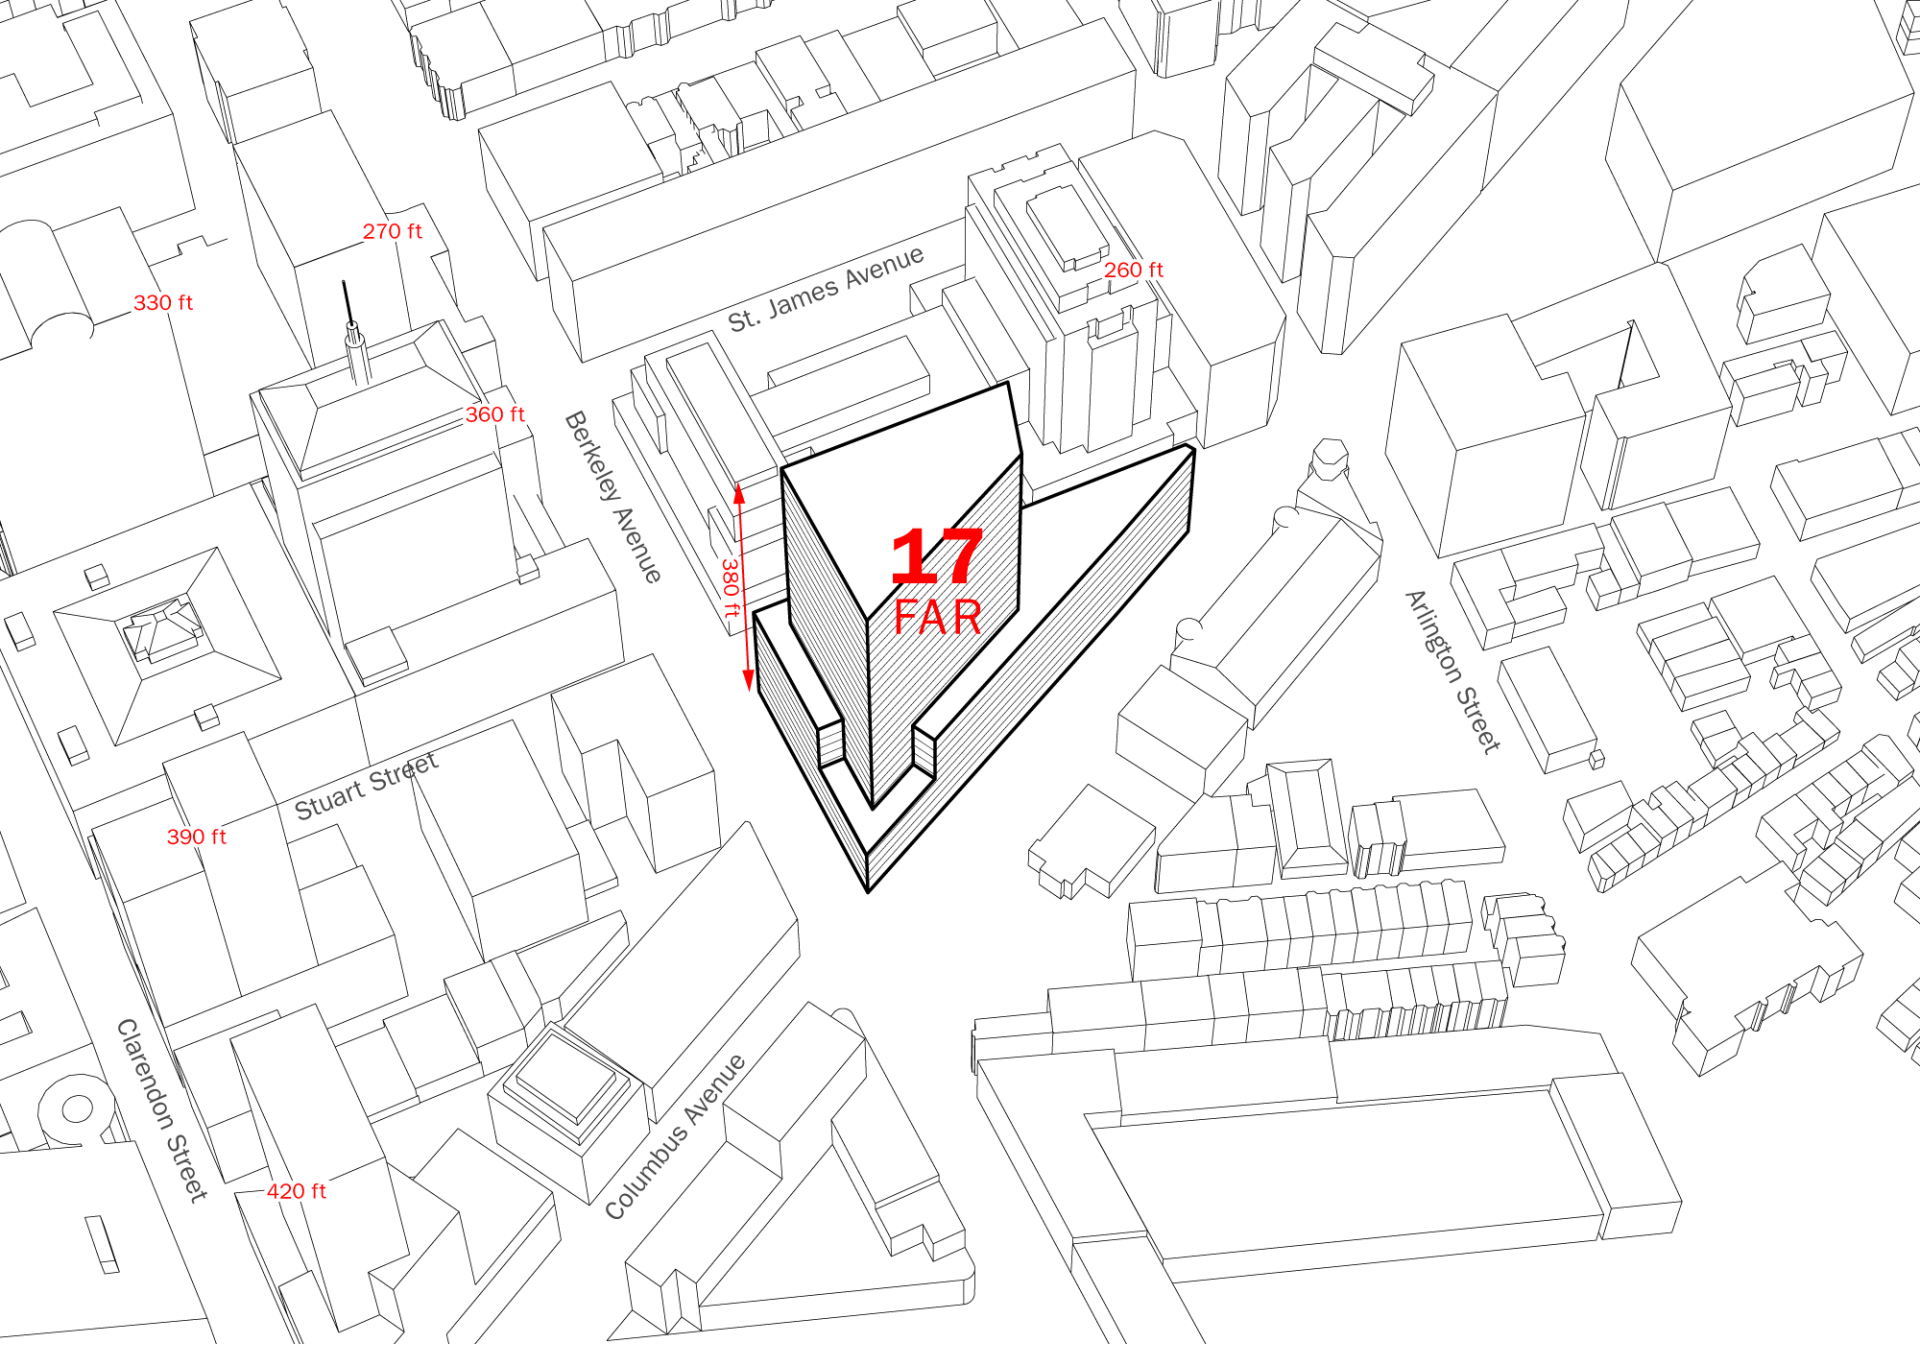 270 ft
St. James Avenue
260 ft
330 ft
360 ft
Berkeley Avenue
380 ft
17
FAR
Arlington Street
Stuart Street
390 ft
Clarendon Street
Columbus Avenue
420 ft